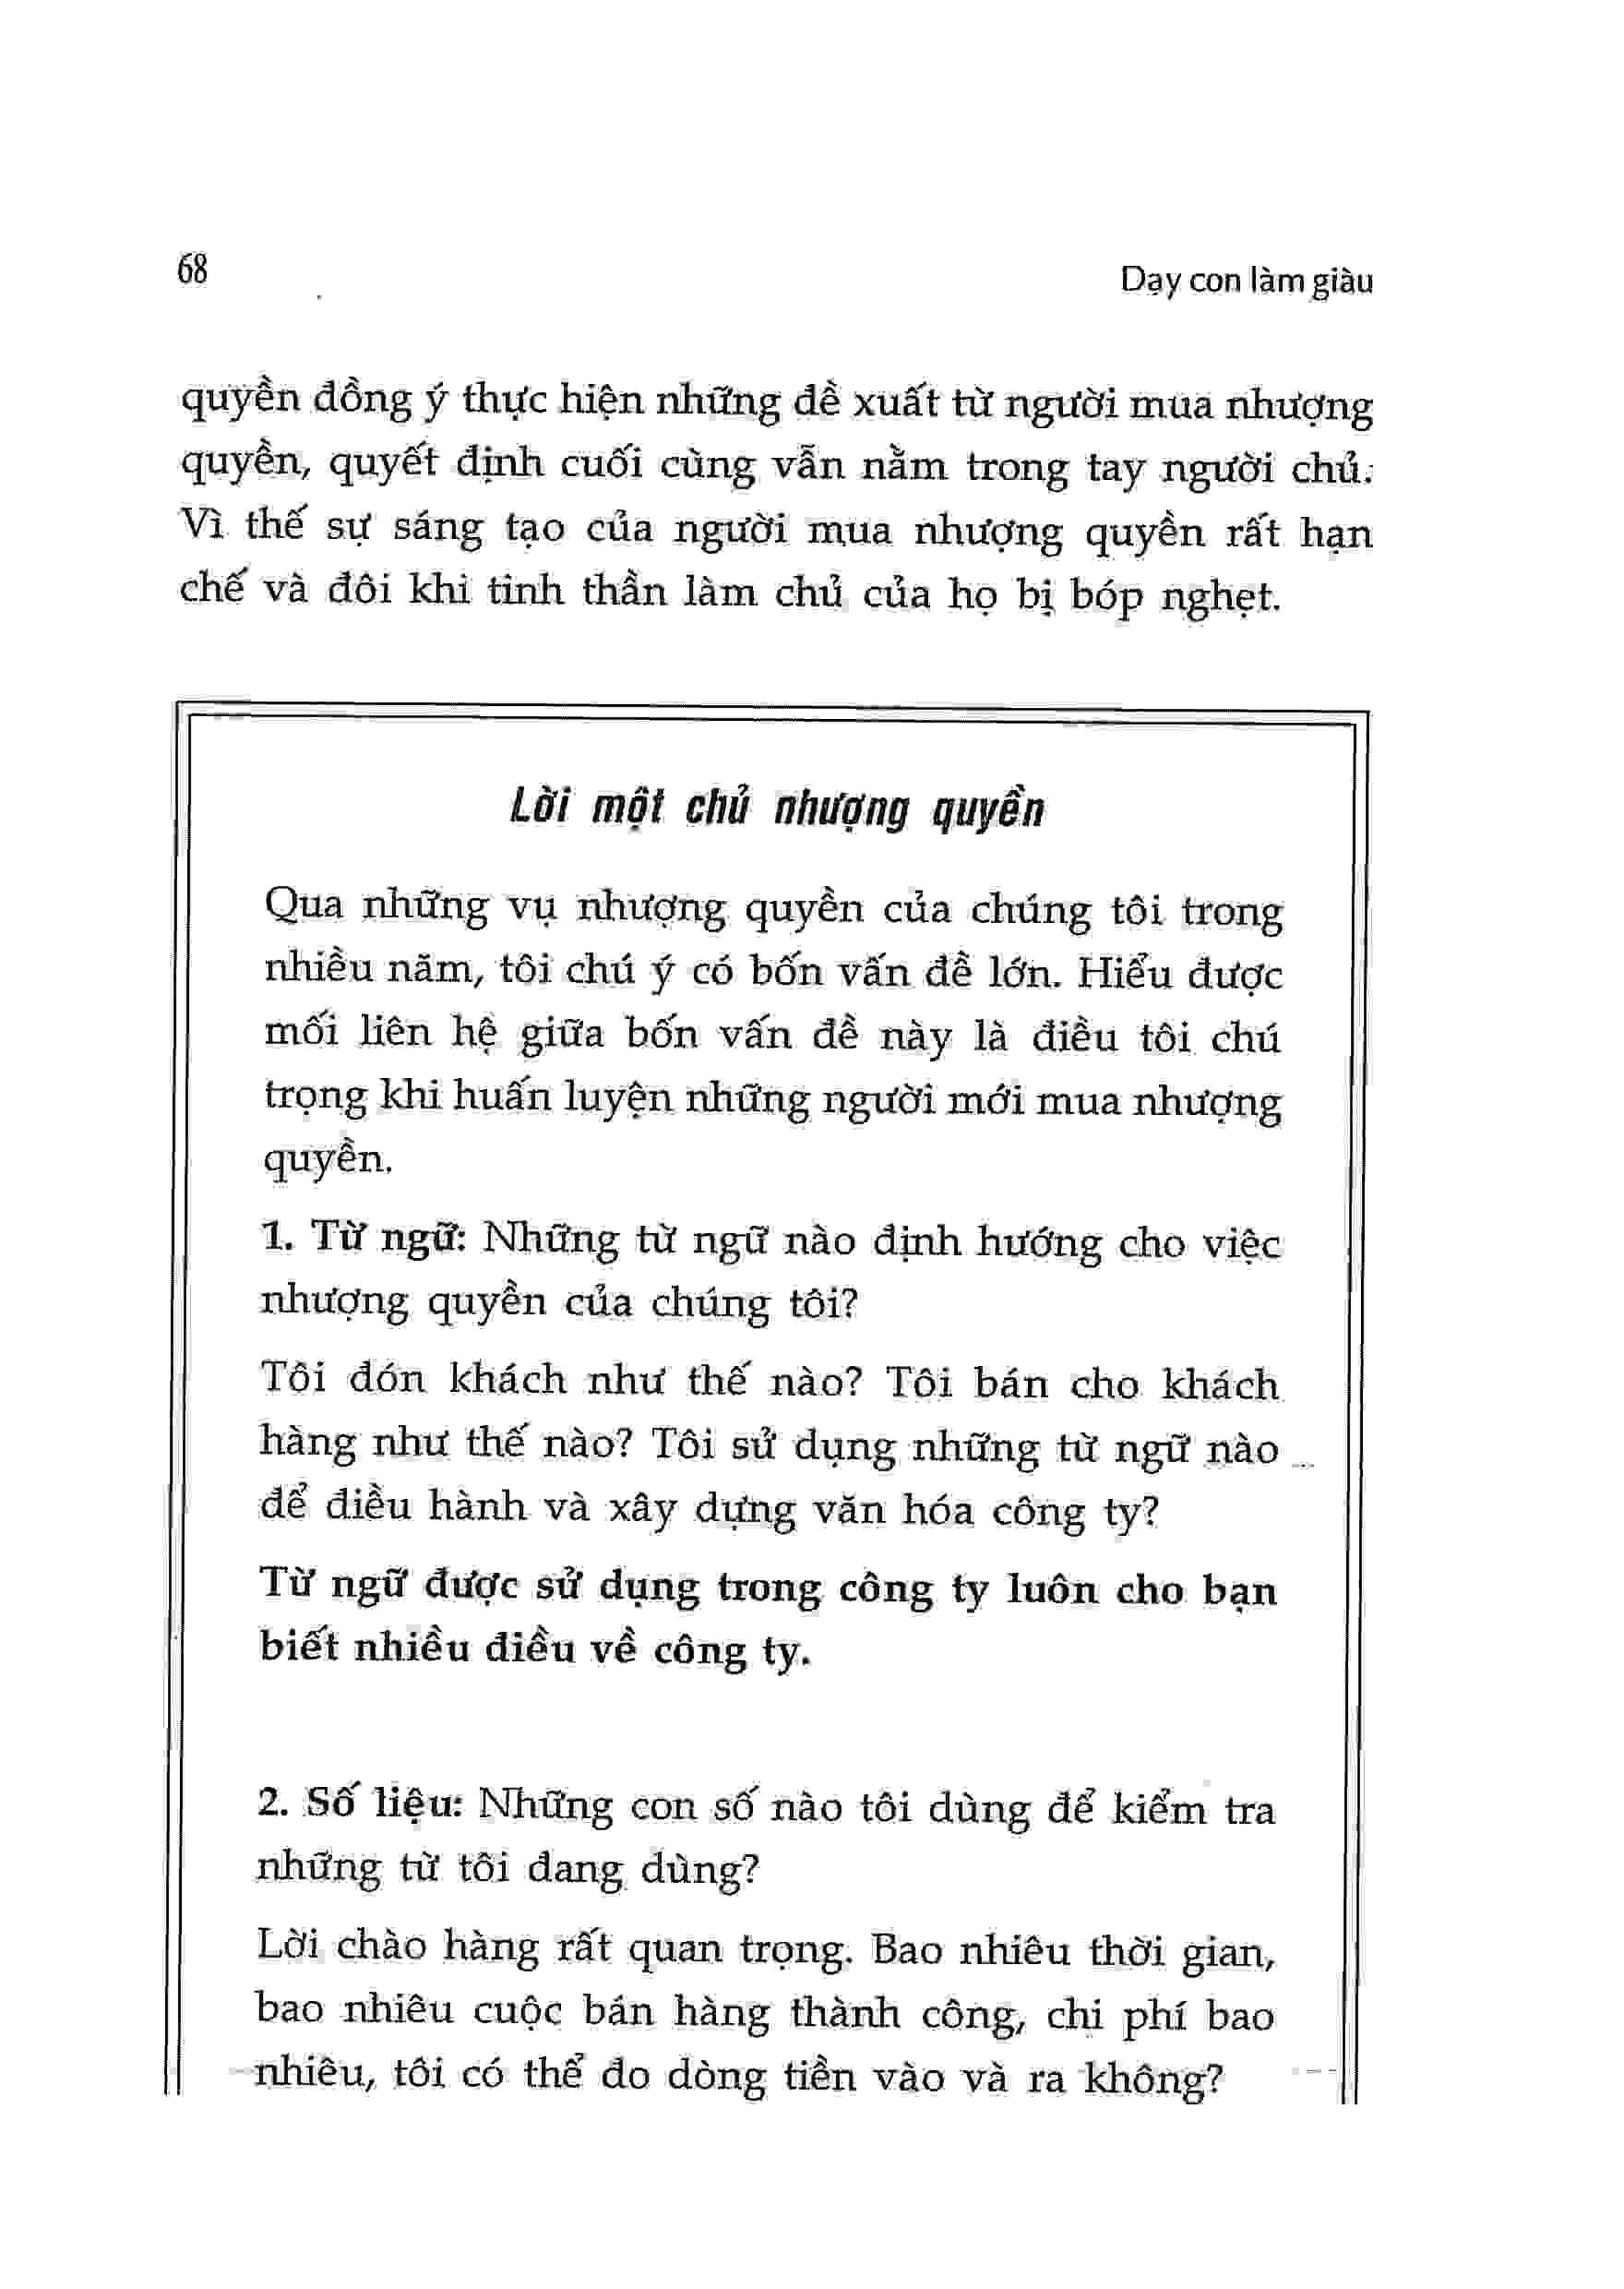 68
Dạy con làm giàu
quyền đồng ý thực hiện những đề xuất từ người mua nhượng
quyền, quyết định cuối cùng vẫn nằm trong tay người chủ.
Vì thế sự sáng tạo của người mua nhượng quyền rất hạn
chế và đôi khi tinh thần làm chủ của họ bị bóp nghẹt.
Lời một chủ nhượng quyền
Qua những vụ nhượng quyền của chúng tôi trong
nhiều năm, tôi chú ý có bốn vấn đề lớn. Hiểu được
mối liên hệ giữa bốn vấn đề này là điều tôi chú
trọng khi huấn luyện những người mới mua nhượng
quyền.
1. Từ ngữ: Những từ ngữ nào định hướng cho việc
nhượng quyền của chúng tôi?
Tôi đón khách như thế nào? Tôi bán cho khách
hàng như thế nào? Tôi sử dụng những từ ngữ nào
để điều hành và xây dựng văn hóa công ty?
Từ ngữ được sử dụng trong công ty luôn cho bạn
biết nhiều điều về công ty.
2. Số liệu: Những con số nào tôi dùng để kiểm tra
những từ tôi đang dùng?
Lời chào hàng rất quan trọng. Bao nhiêu thời gian,
bao nhiêu cuộc bán hàng thành công, chi phí bao
nhiêu, tôi có thể đo dòng tiền vào và ra không?